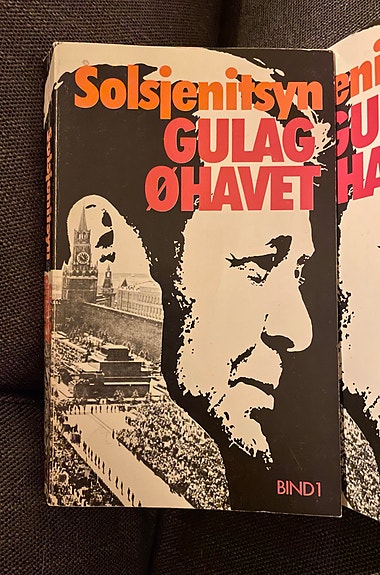 Solsjenitsyn
GULAG
ØHAVET
BIND 1